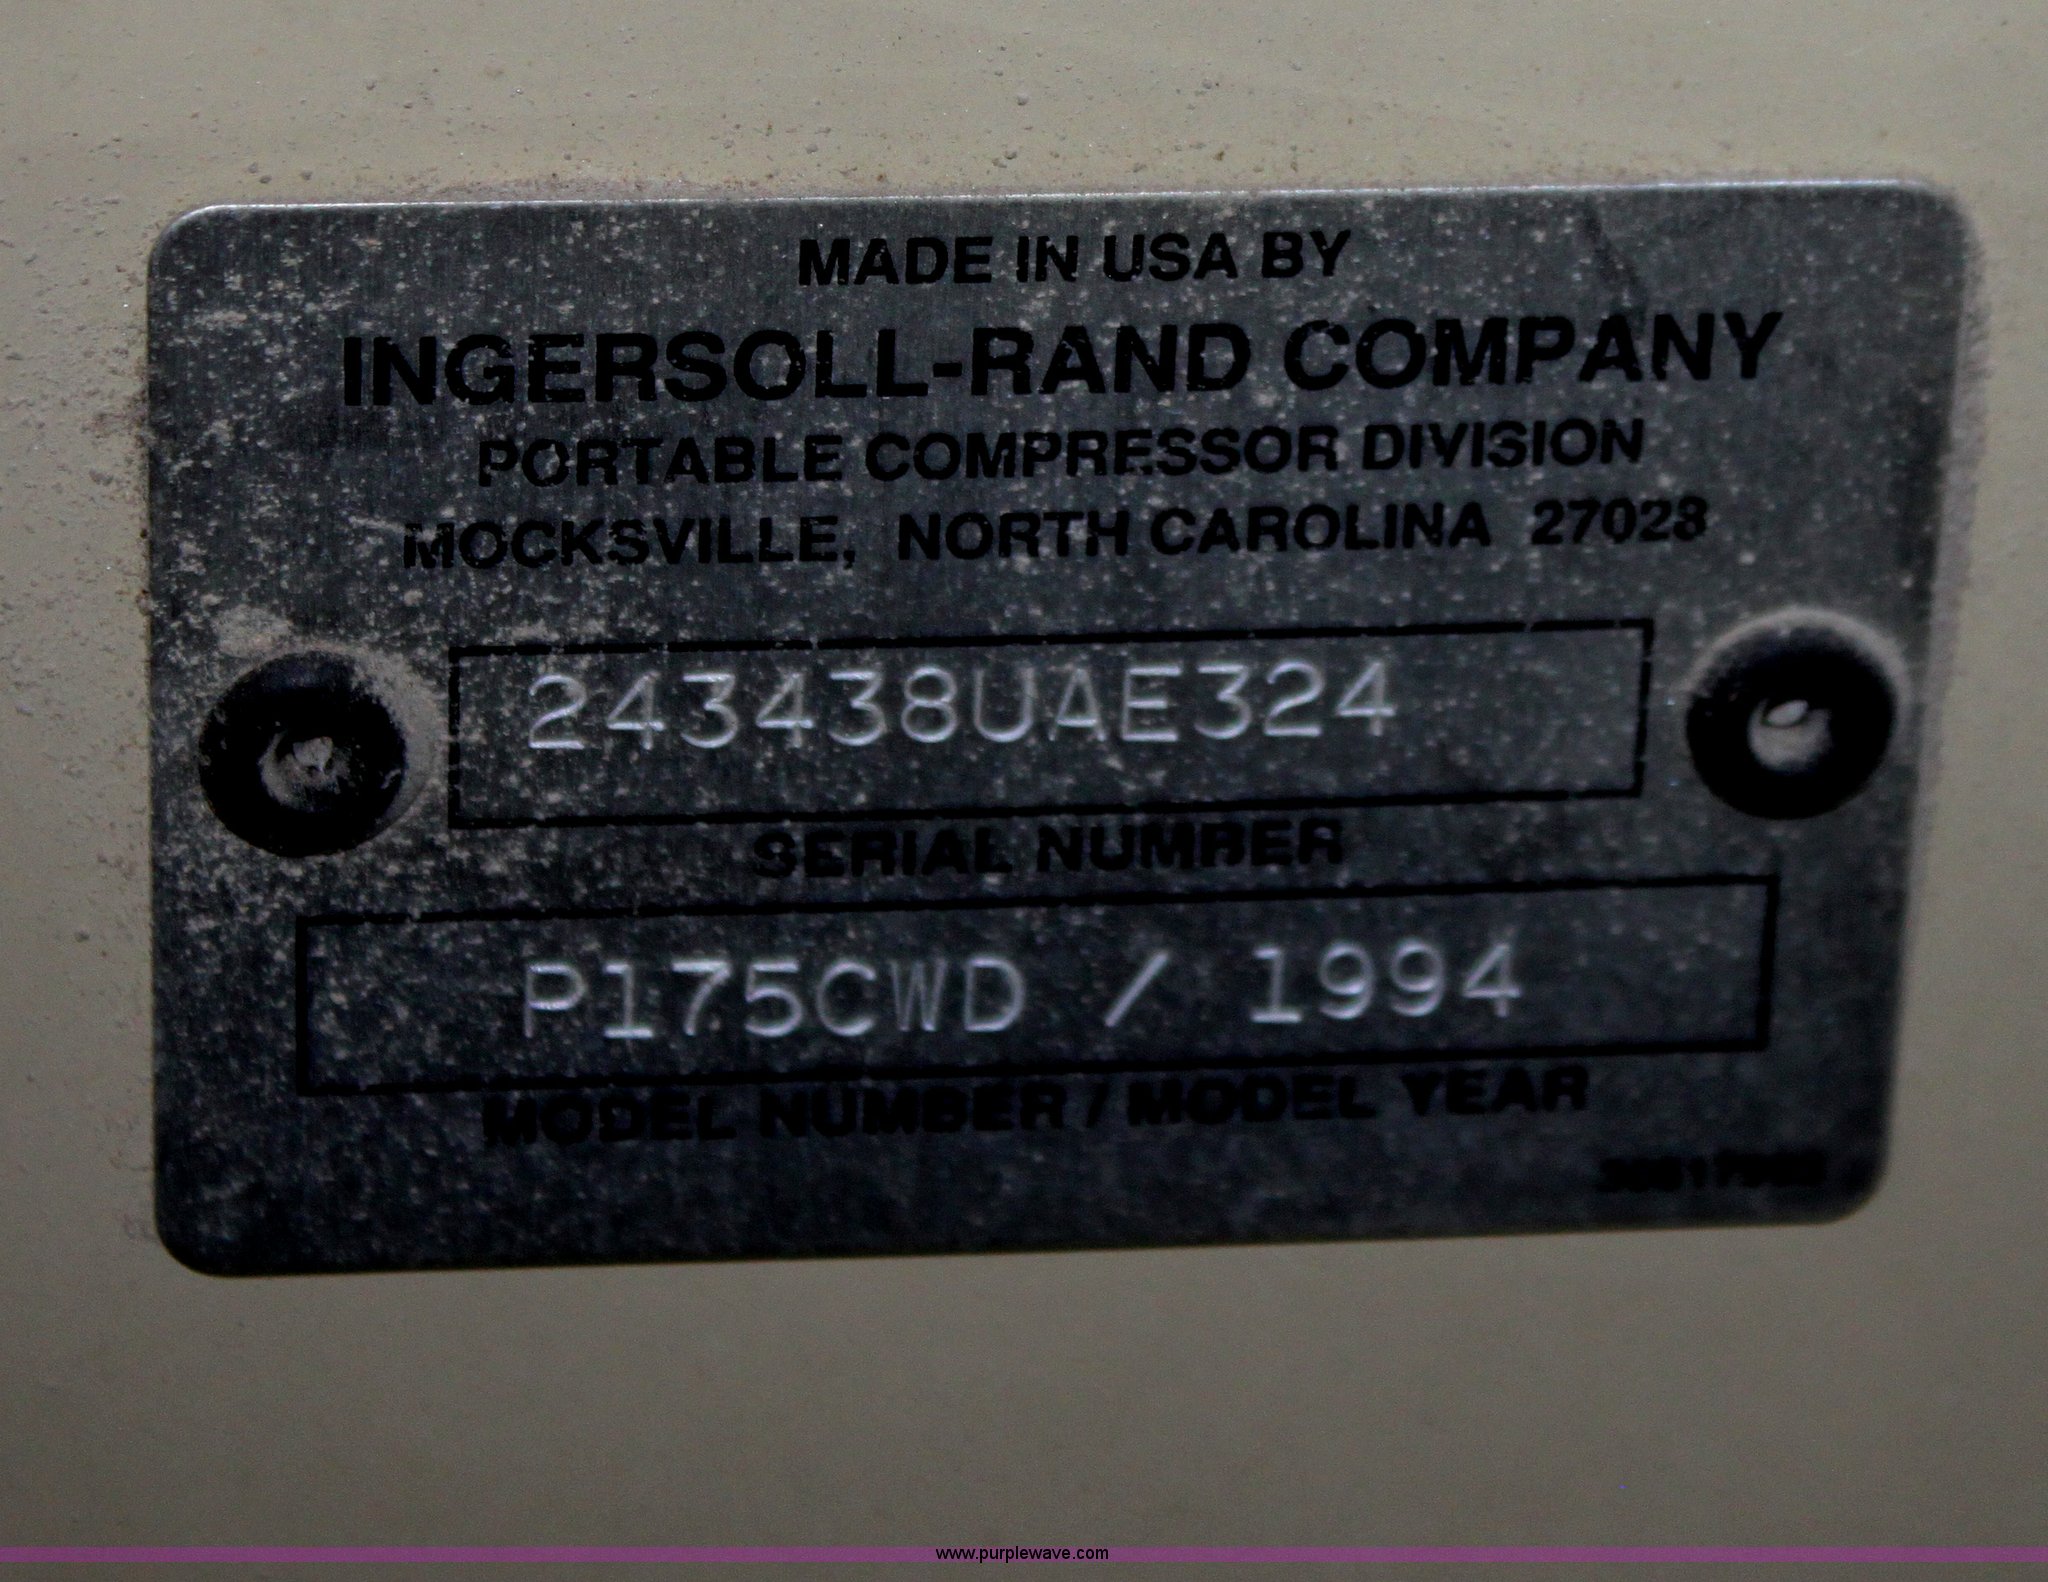 MADE IN USA BY
INGERSOLL-RAND COMPANY
PORTABLE COMPRESSOR DIVISION
MOCKSVILLE, NORTH CAROLINA 27028
243438UAE324
SERIAL NUMBER
P175CWD / 1994
MODEL NUMBER / MODEL YEAR
www.purplewave.com